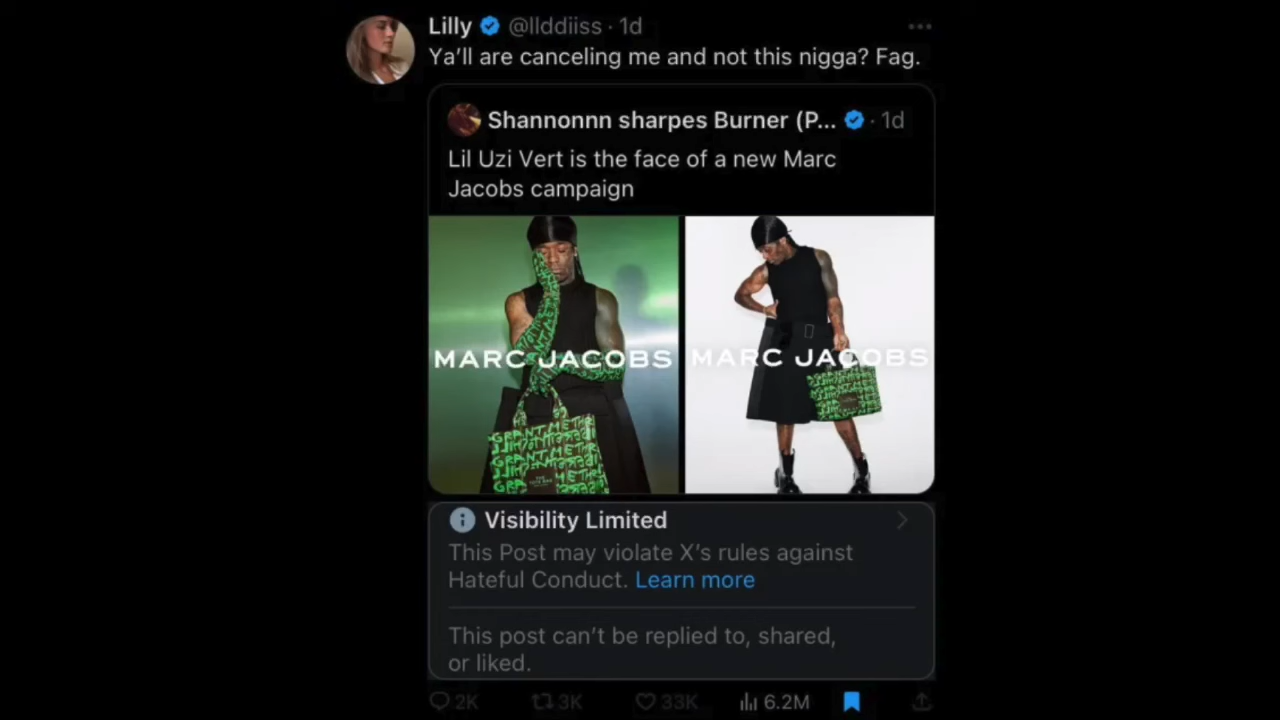 Lilly @llddiiss · 1d
Ya'll are canceling me and not this nigga? Fag.
Shannonnn sharpes Burner (P... · 1d
Lil Uzi Vert is the face of a new Marc
Jacobs campaign
MARC JACOBS
MARC JACOBS
Visibility Limited
This Post may violate X's rules against
Hateful Conduct. Learn more
This post can't be replied to, shared,
or liked.
2K 3K 33K 6.2M